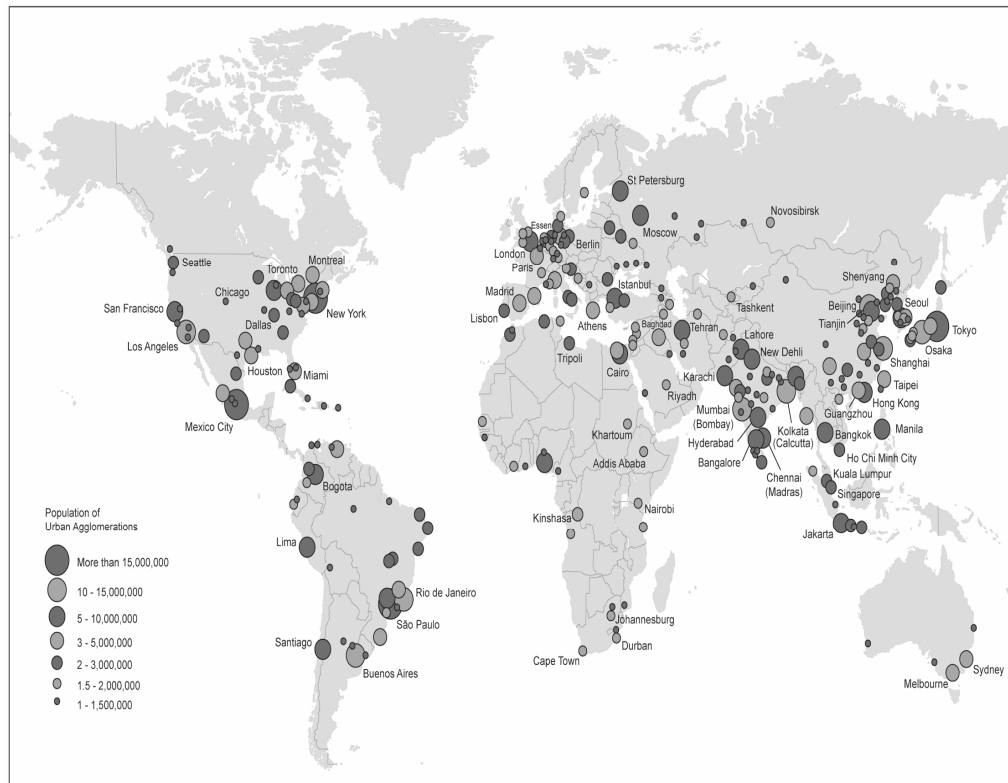 St Petersburg
Novosibirsk
Essen
Moscow
Berlin
Seattle
Toronto
Montreal
London
Paris
Shenyang
Chicago
Istanbul
Seoul
Madrid
Tashkent
Beijing
San Francisco
New York
Lisbon
Baghdad
Tehran
Tianjin
Dallas
Athens
Tokyo
Los Angeles
Lahore
Osaka
Houston
Tripoli
New Dehli
Shanghai
Miami
Cairo
Karachi
Taipei
Riyadh
Guangzhou
Hong Kong
Mumbai
(Bombay)
Kolkata
(Calcutta)
Mexico City
Khartoum
Hyderabad
Bangkok
Manila
Addis Ababa
Bangalore
Chennai
(Madras)
Ho Chi Minh City
Kuala Lumpur
Bogota
Singapore
Kinshasa
Nairobi
Jakarta
Lima
Rio de Janeiro
São Paulo
Johannesburg
Santiago
Durban
Cape Town
Buenos Aires
Sydney
Melbourne
Population of
Urban Agglomerations
More than 15,000,000
10 - 15,000,000
5 - 10,000,000
3 - 5,000,000
2 - 3,000,000
1.5 - 2,000,000
1 - 1,500,000